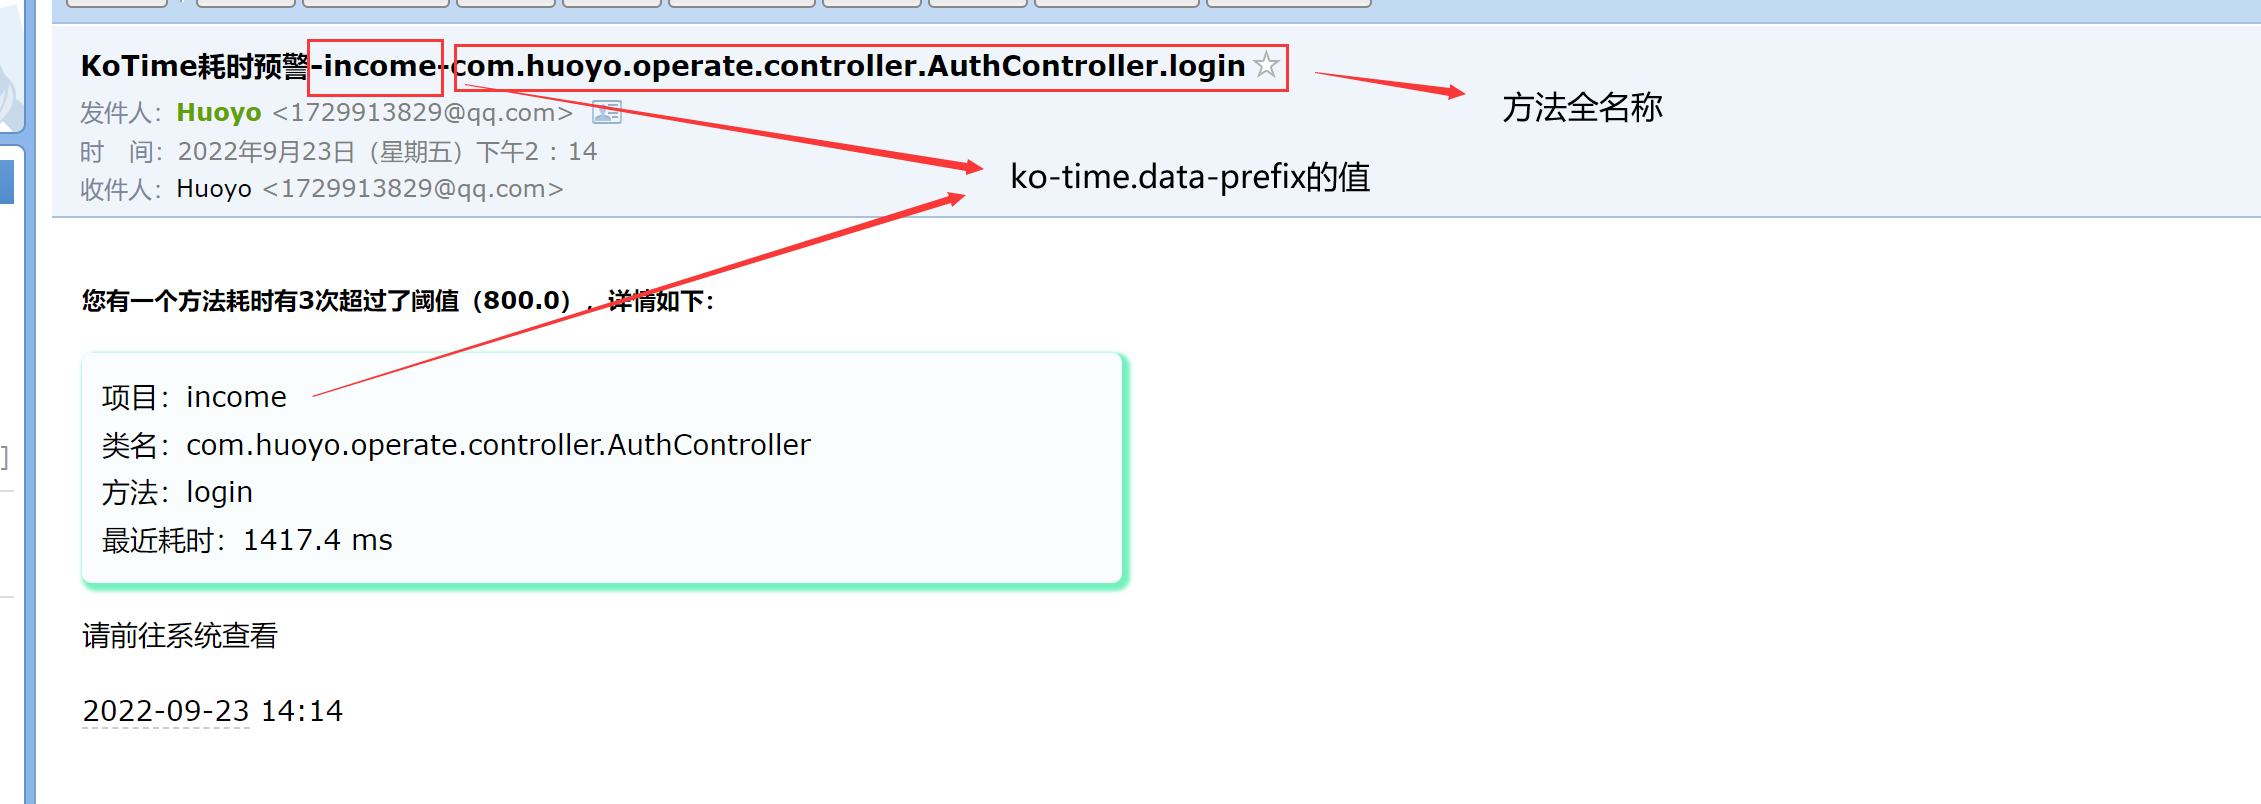 KoTime耗时预警-income-com.huoyo.operate.controller.AuthController.login
方法全名称
发件人：Huoyo <1729913829@qq.com>
时　间：2022年9月23日（星期五）下午2：14
ko-time.data-prefix的值
收件人：Huoyo <1729913829@qq.com>
您有一个方法耗时有3次超过了阈值（800.0），详情如下：
项目：income
类名：com.huoyo.operate.controller.AuthController
]
方法：login
最近耗时：1417.4 ms
请前往系统查看
2022-09-23 14:14